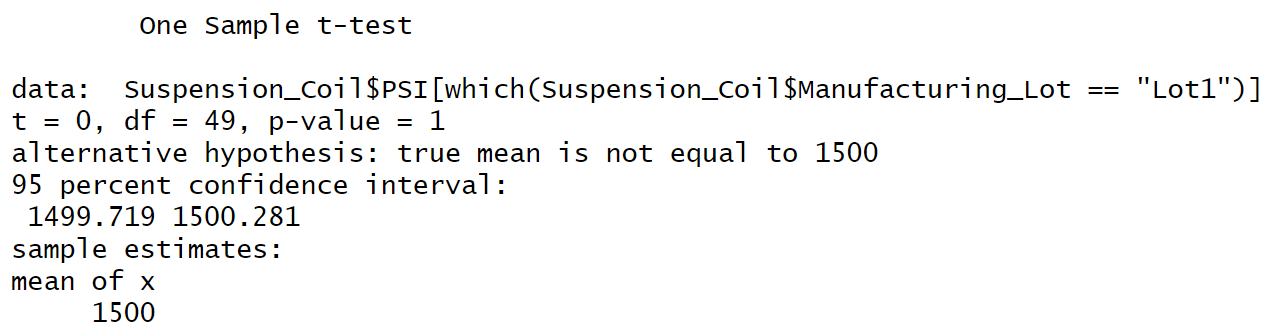 One Sample t-test
data:  Suspension_Coil$PSI[which(Suspension_Coil$Manufacturing_Lot == "Lot1")]
t = 0, df = 49, p-value = 1
alternative hypothesis: true mean is not equal to 1500
95 percent confidence interval:
1499.719 1500.281
sample estimates:
mean of x
1500